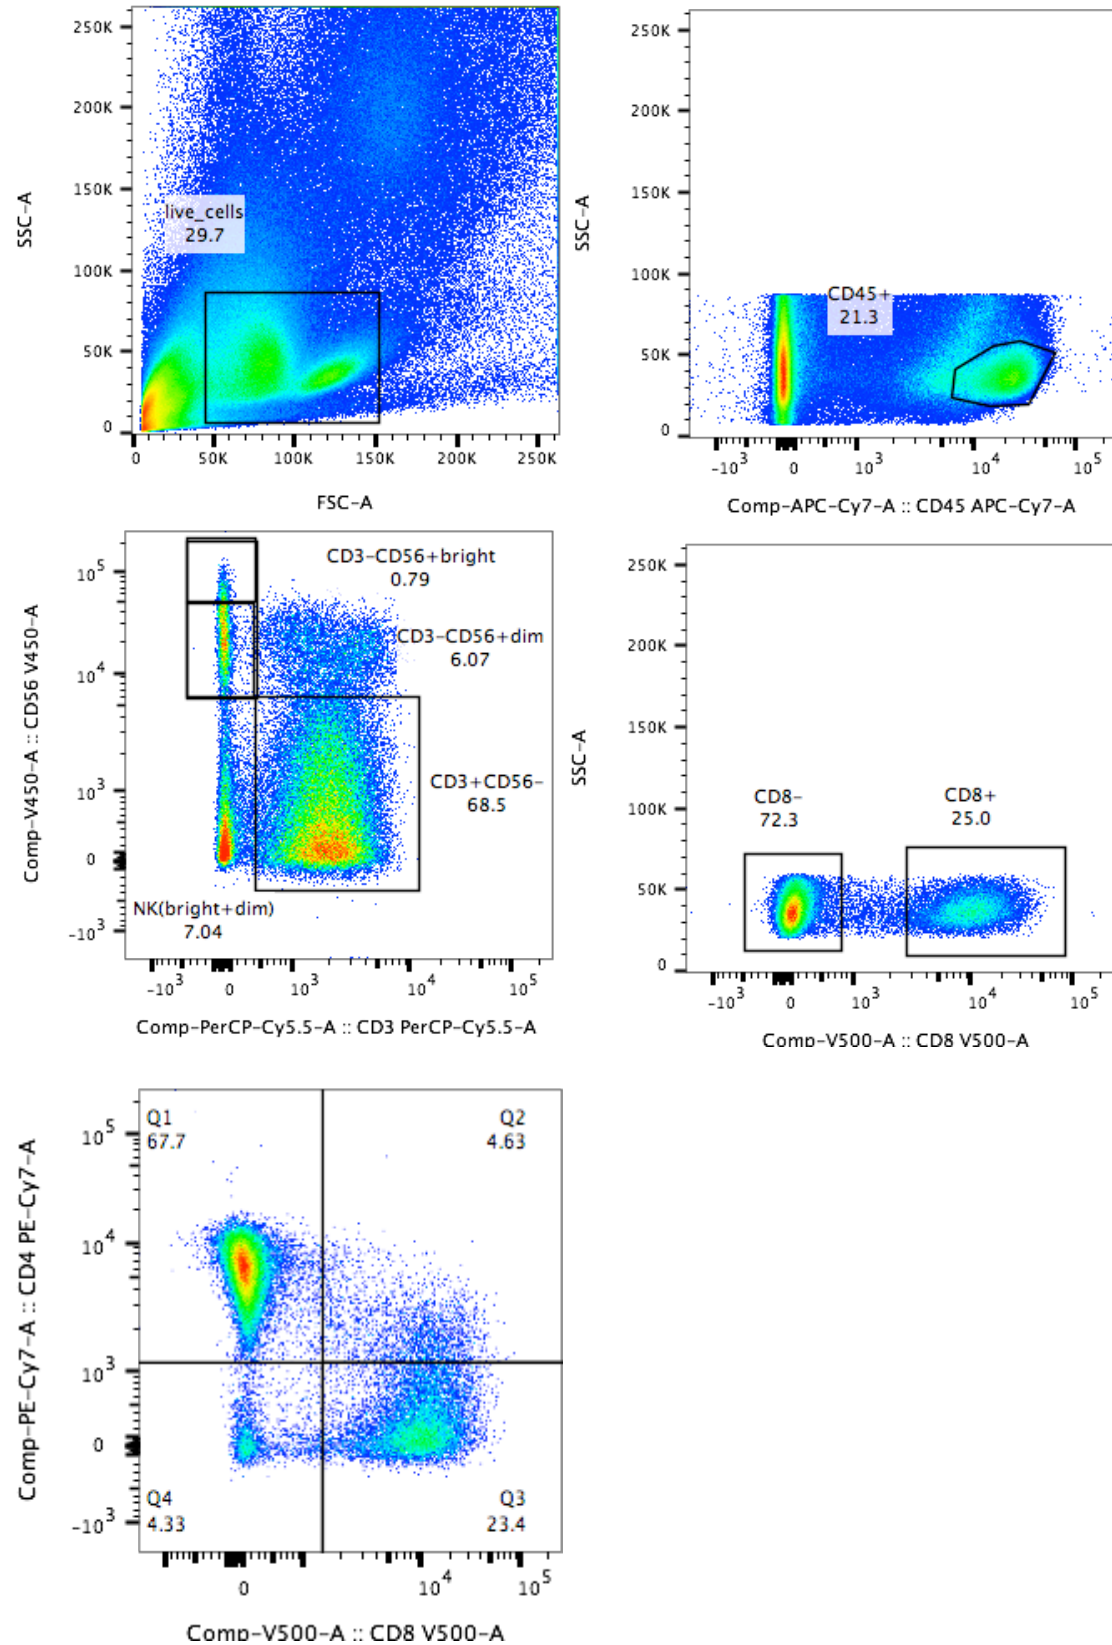 250K
200K
150K
100K
50K
0
SSC-A
live_cells
29.7
0
50K
100K
150K
200K
250K
FSC-A
250K
200K
150K
100K
50K
0
SSC-A
CD45+
21.3
-10^3
0
10^3
10^4
10^5
Comp-APC-Cy7-A :: CD45 APC-Cy7-A
10^5
10^4
10^3
0
-10^3
Comp-V450-A :: CD56 V450-A
CD3-CD56+bright
0.79
CD3-CD56+dim
6.07
CD3+CD56-
68.5
NK(bright+dim)
7.04
-10^3
0
10^3
10^4
10^5
Comp-PerCP-Cy5.5-A :: CD3 PerCP-Cy5.5-A
250K
200K
150K
100K
50K
0
SSC-A
CD8-
72.3
CD8+
25.0
-10^3
0
10^3
10^4
10^5
Comp-V500-A :: CD8 V500-A
10^5
10^4
10^3
0
-10^3
Comp-PE-Cy7-A :: CD4 PE-Cy7-A
Q1
67.7
Q2
4.63
Q4
4.33
Q3
23.4
0
10^4
10^5
Comp-V500-A :: CD8 V500-A